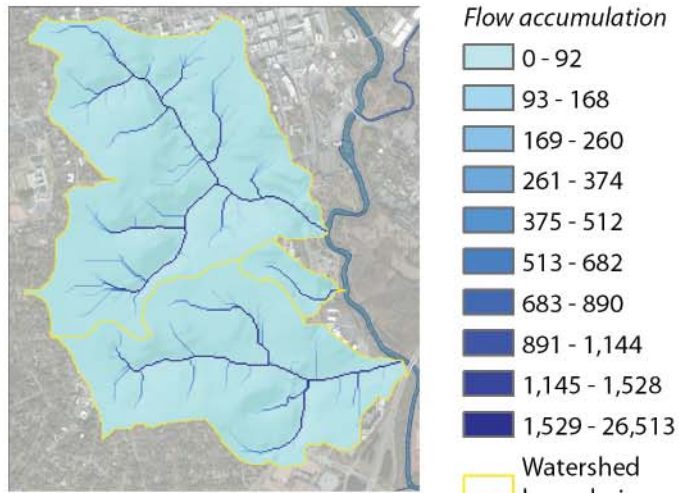 Flow accumulation
0 - 92
93 - 168
169 - 260
261 - 374
375 - 512
513 - 682
683 - 890
891 - 1,144
1,145 - 1,528
1,529 - 26,513
Watershed